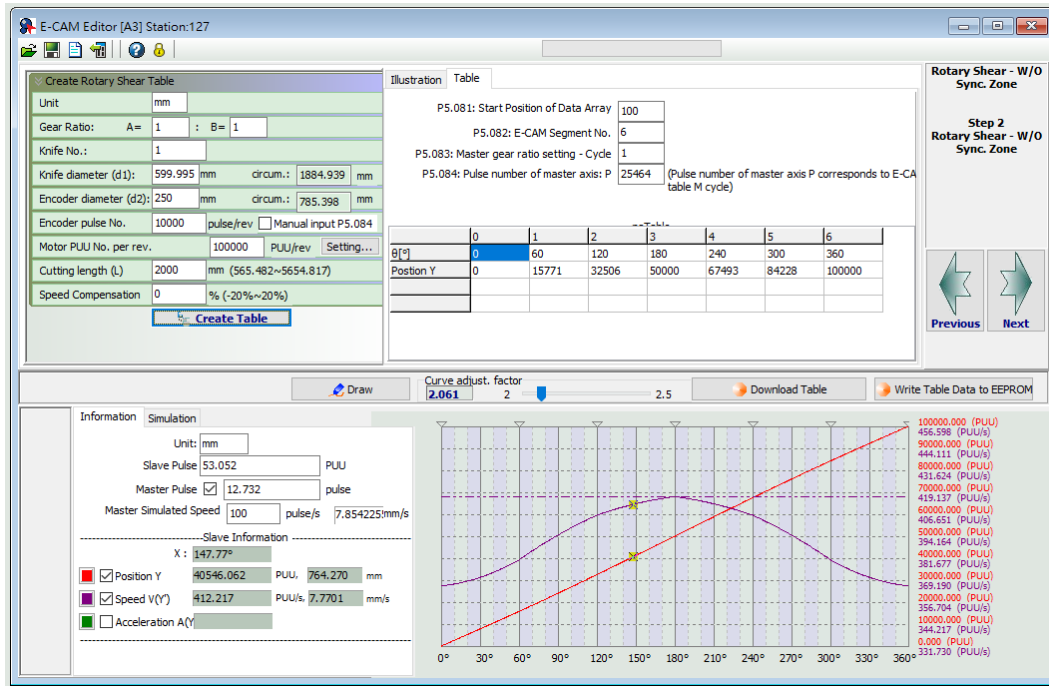 E-CAM Editor [A3] Station:127
Create Rotary Shear Table
Unit mm
Gear Ratio: A= 1 : B= 1
Knife No.: 1
Knife diameter (d1): 599.995 mm circum.: 1884.939 mm
Encoder diameter (d2): 250 mm circum.: 785.398 mm
Encoder pulse No. 10000 pulse/rev Manual input P5.084
Motor PUU No. per rev. 100000 PUU/rev Setting...
Cutting length (L) 2000 mm (565.482~5654.817)
Speed Compensation 0 % (-20%~20%)
Create Table
Illustration Table
P5.081: Start Position of Data Array 100
P5.082: E-CAM Segment No. 6
P5.083: Master gear ratio setting - Cycle 1
P5.084: Pulse number of master axis: P 25464 (Pulse number of master axis P corresponds to E-CA
table M cycle)
0 1 2 3 4 5 6
θ[º] 0 60 120 180 240 300 360
Postion Y 0 15771 32506 50000 67493 84228 100000
Rotary Shear - W/O
Sync. Zone
Step 2
Rotary Shear - W/O
Sync. Zone
Previous Next
Draw
Curve adjust. factor
2.061 2 2.5
Download Table
Write Table Data to EEPROM
Information Simulation
Unit: mm
Slave Pulse 53.052 PUU
Master Pulse 12.732 pulse
Master Simulated Speed 100 pulse/s 7.854225 mm/s
Slave Information
X : 147.77º
Position Y 40546.062 PUU, 764.270 mm
Speed V(Y') 412.217 PUU/s, 7.7701 mm/s
Acceleration A(Y
100000.000 (PUU)
456.598 (PUU/s)
90000.000 (PUU)
444.111 (PUU/s)
80000.000 (PUU)
431.624 (PUU/s)
70000.000 (PUU)
419.137 (PUU/s)
60000.000 (PUU)
406.651 (PUU/s)
50000.000 (PUU)
394.164 (PUU/s)
40000.000 (PUU)
381.677 (PUU/s)
30000.000 (PUU)
369.190 (PUU/s)
20000.000 (PUU)
356.704 (PUU/s)
10000.000 (PUU)
344.217 (PUU/s)
0.000 (PUU)
331.730 (PUU/s)
0º 30º 60º 90º 120º 150º 180º 210º 240º 270º 300º 330º 360º